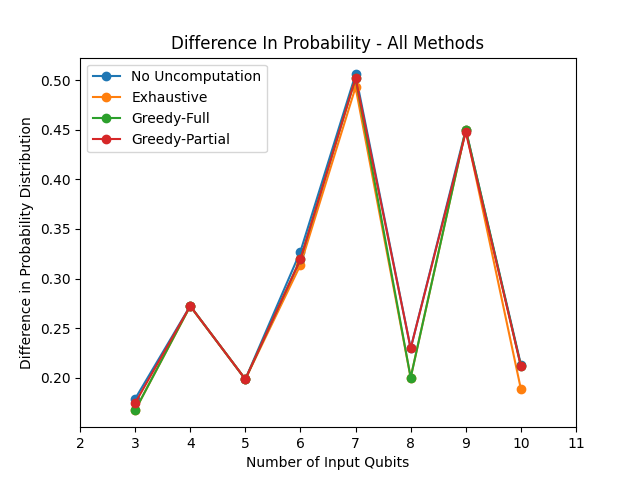 Difference In Probability - All Methods
No Uncomputation
Exhaustive
Greedy-Full
Greedy-Partial
Difference in Probability Distribution
0.50
0.45
0.40
0.35
0.30
0.25
0.20
2 3 4 5 6 7 8 9 10 11
Number of Input Qubits